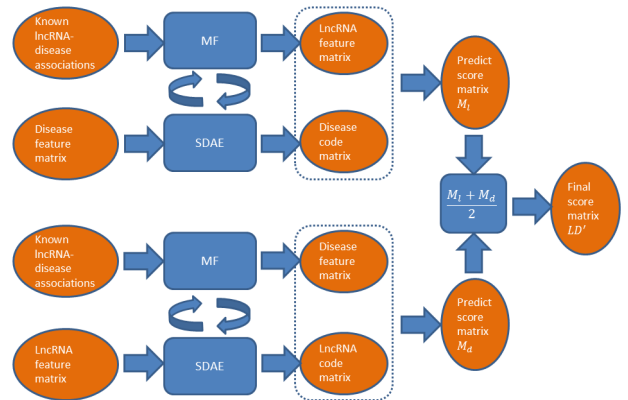 Known
lncRNA-
disease
associations
MF
LncRNA
feature
matrix
Predict
score
matrix
M_l
Disease
feature
matrix
SDAE
Disease
code
matrix
M_l + M_d
2
Final
score
matrix
LD'
Known
lncRNA-
disease
associations
MF
Disease
feature
matrix
Predict
score
matrix
M_d
LncRNA
feature
matrix
SDAE
LncRNA
code
matrix